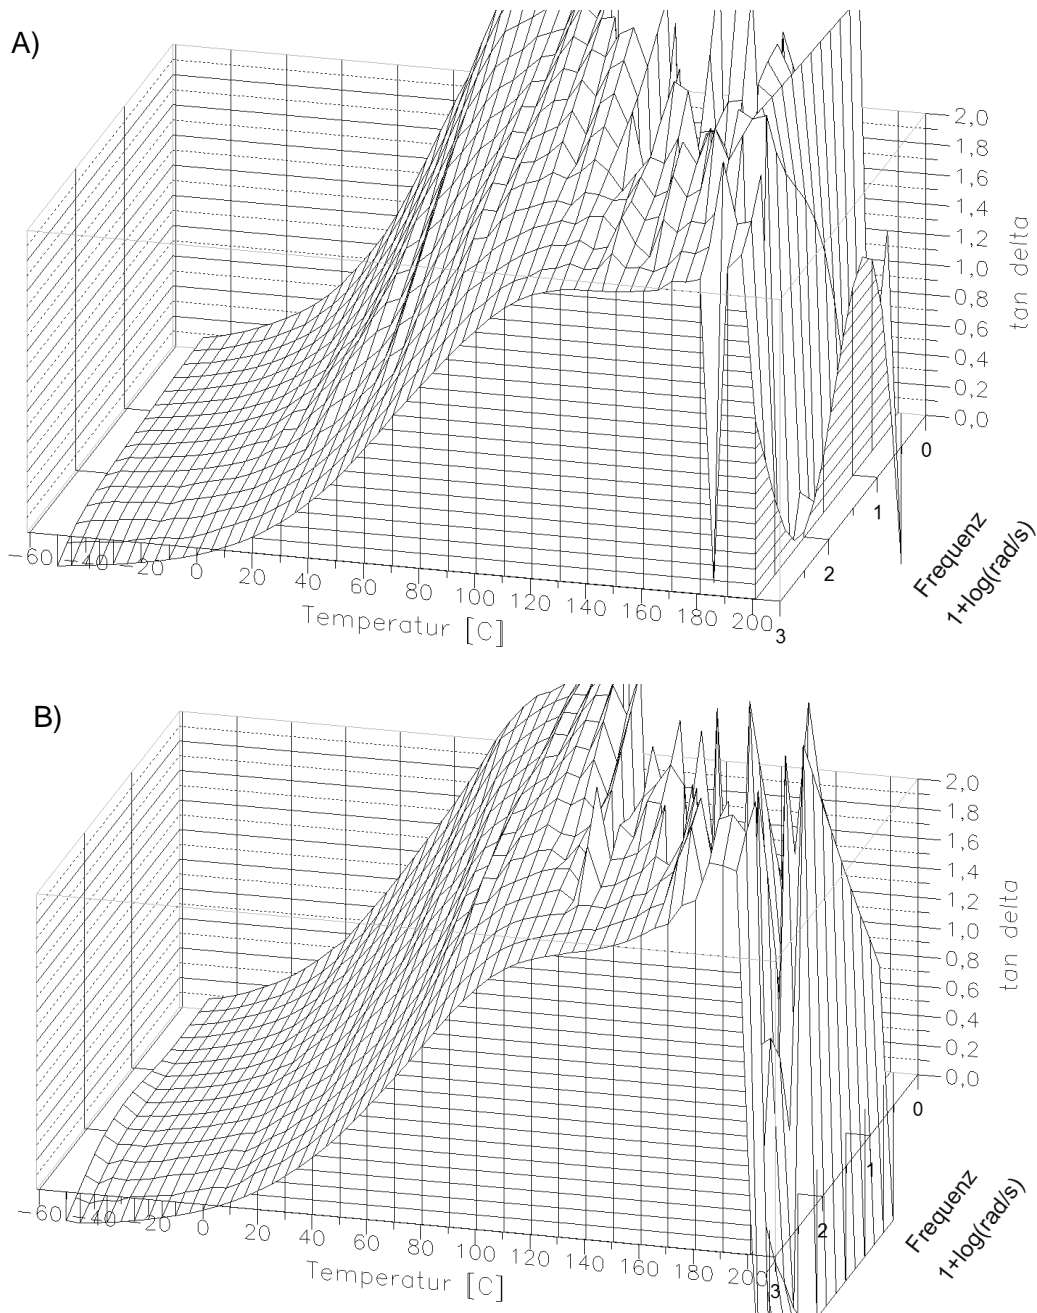 A)
2,0
1,8
1,6
1,4
1,2
1,0
0,8
0,6
0,4
0,2
0,0
tan delta
0
1
2
3
Frequenz
1+log(rad/s)
−60 −40 −20 0 20 40 60 80 100 120 140 160 180 200
Temperatur [C]
B)
2,0
1,8
1,6
1,4
1,2
1,0
0,8
0,6
0,4
0,2
0,0
tan delta
0
1
2
3
Frequenz
1+log(rad/s)
−60 −40 −20 0 20 40 60 80 100 120 140 160 180 200
Temperatur [C]